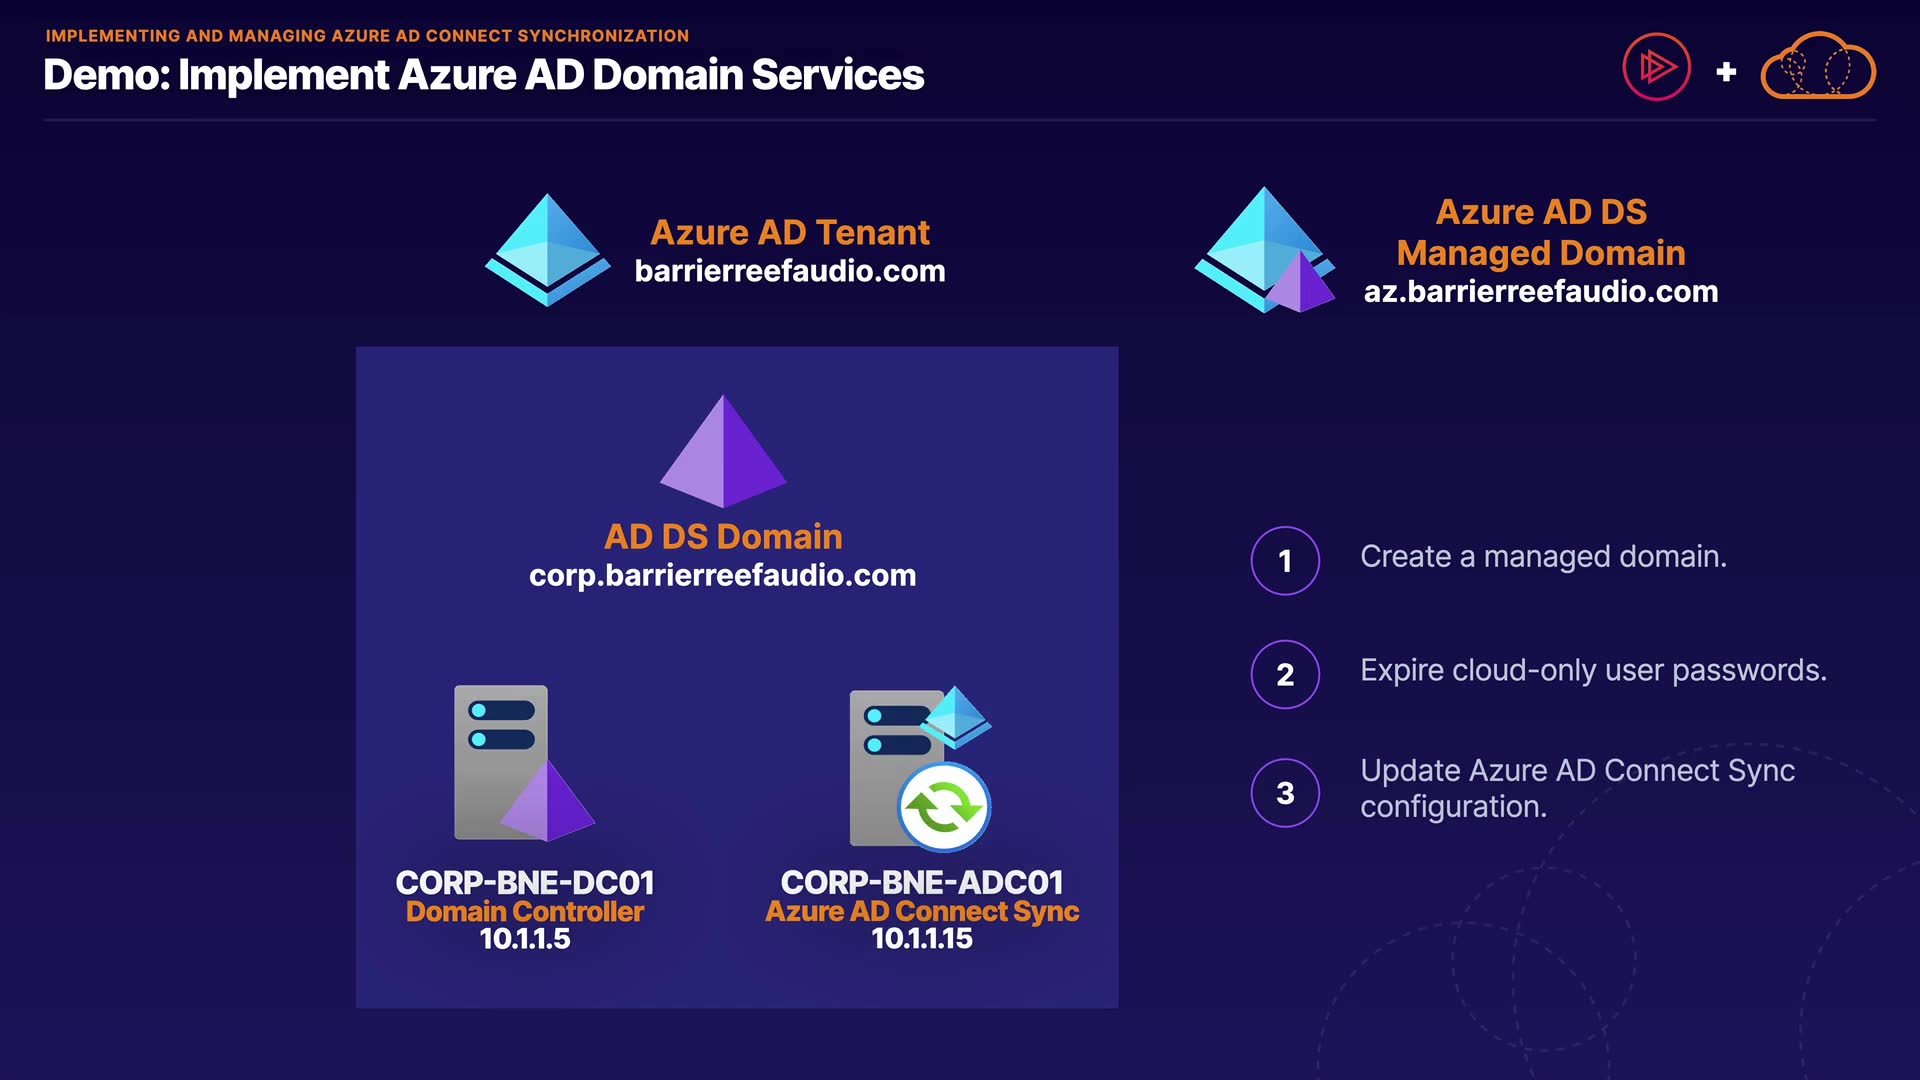 IMPLEMENTING AND MANAGING AZURE AD CONNECT SYNCHRONIZATION
Demo: Implement Azure AD Domain Services
+
Azure AD Tenant
barrierreefaudio.com
Azure AD DS
Managed Domain
az.barrierreefaudio.com
AD DS Domain
corp.barrierreefaudio.com
CORP-BNE-DC01
Domain Controller
10.1.1.5
CORP-BNE-ADC01
Azure AD Connect Sync
10.1.1.15
1 Create a managed domain.
2 Expire cloud-only user passwords.
3 Update Azure AD Connect Sync
configuration.